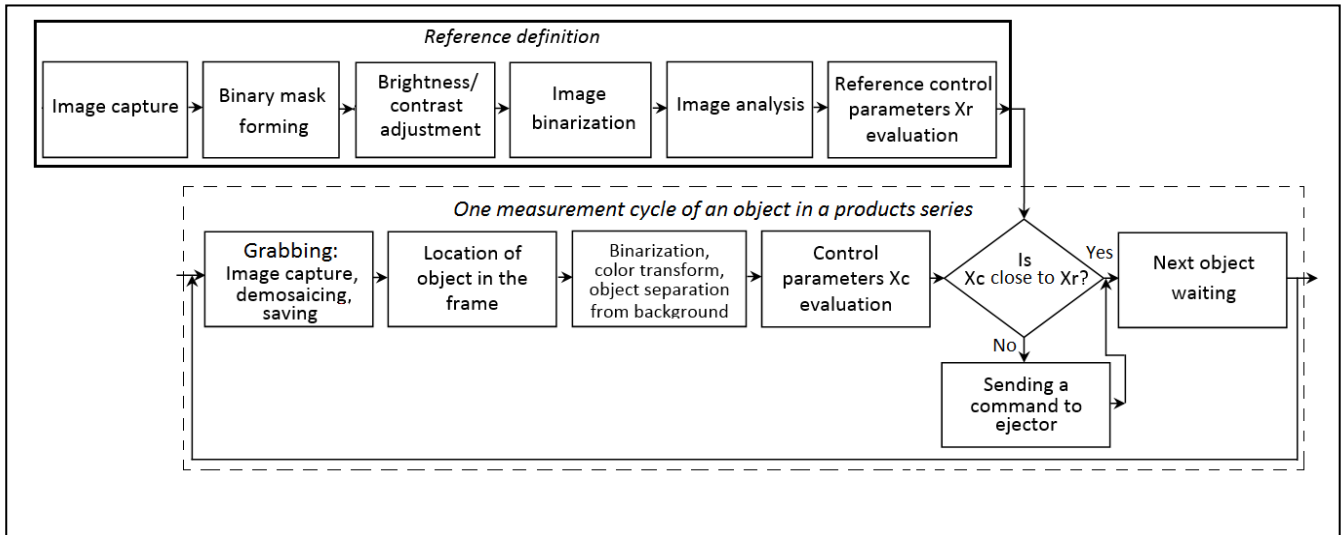 Reference definition
Image capture
Binary mask
forming
Brightness/
contrast
adjustment
Image
binarization
Image analysis
Reference control
parameters Xr
evaluation
One measurement cycle of an object in a products series
Grabbing:
Image capture,
demosaicing,
saving
Location of
object in the
frame
Binarization,
color transform,
object separation
from background
Control
parameters Xc
evaluation
Is
Xc close to Xr?
Yes
Next object
waiting
No
Sending a
command to
ejector